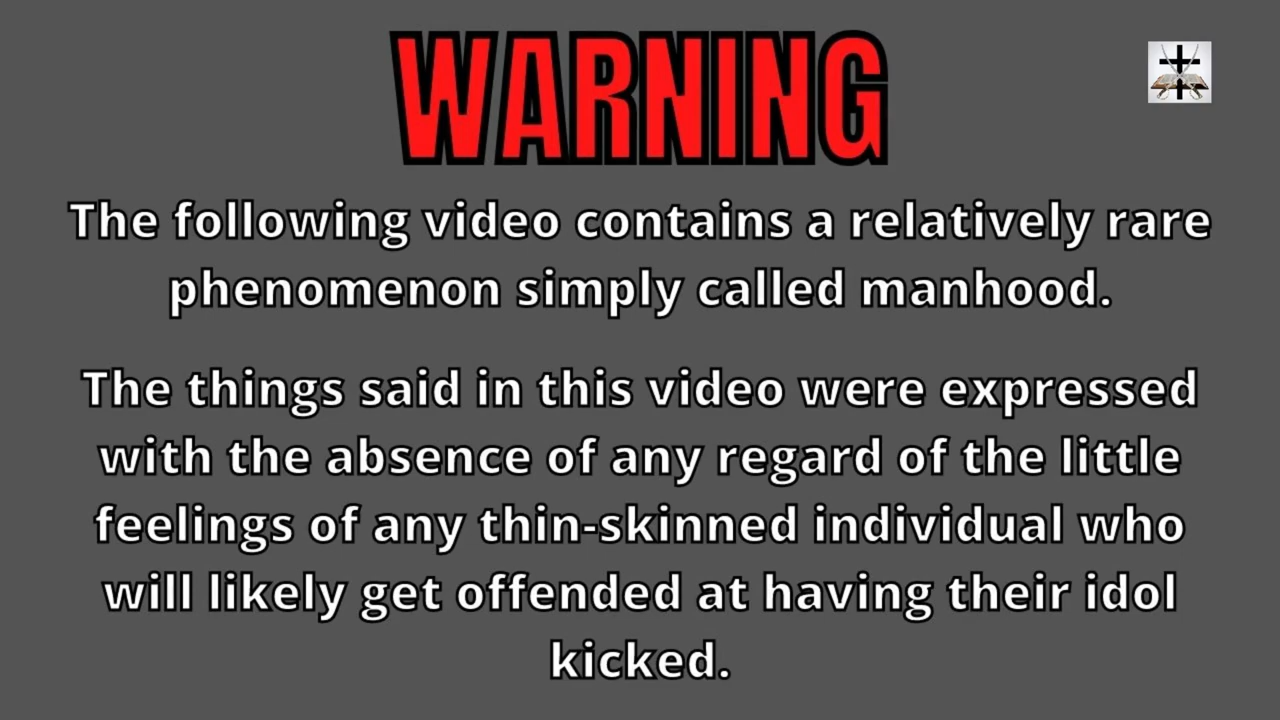 WARNING
The following video contains a relatively rare
phenomenon simply called manhood.
The things said in this video were expressed
with the absence of any regard of the little
feelings of any thin-skinned individual who
will likely get offended at having their idol
kicked.